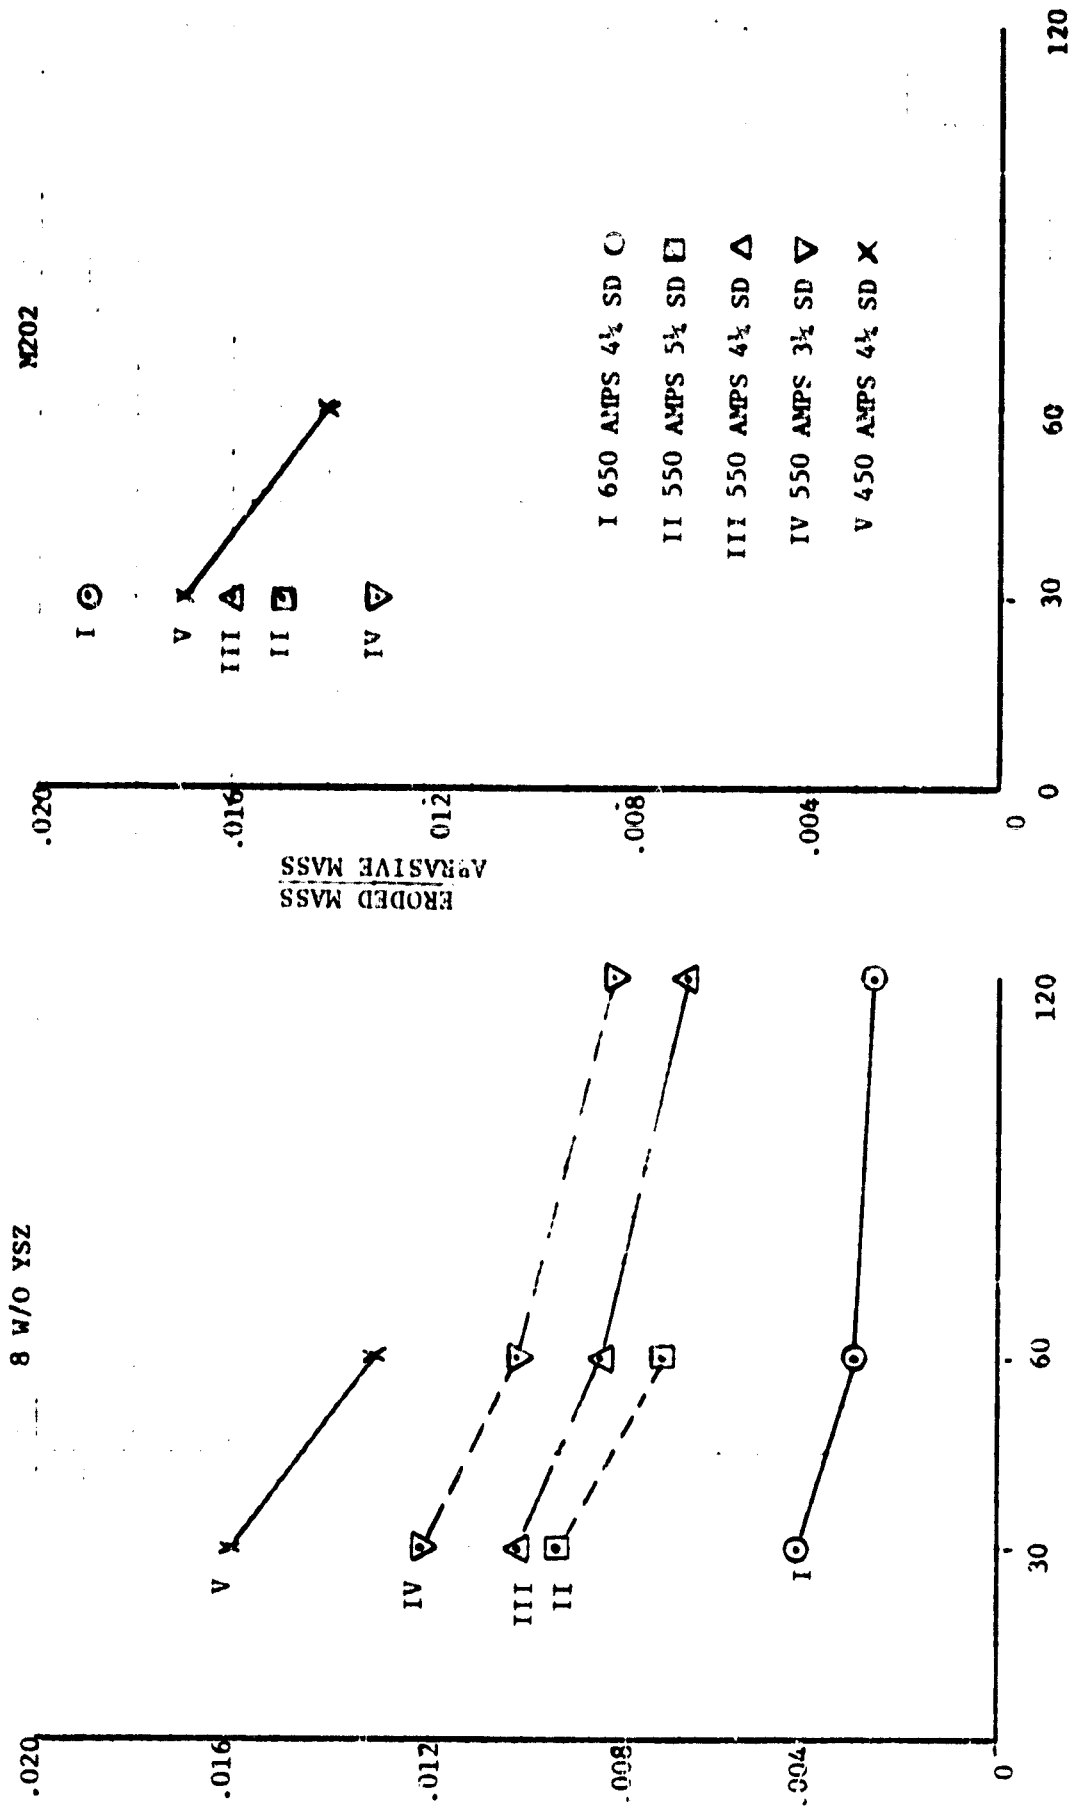 8 W/O YSZ
.020
.016
.012
.008
.004
0
V
IV
III
II
I
30
60
120
M202
ERODED MASS
ABRASIVE MASS
.020
.016
012
.008
.004
0
I
V
III
II
IV
I 650 AMPS 4½ SD
II 550 AMPS 5½ SD
III 550 AMPS 4½ SD
IV 550 AMPS 3½ SD
V 450 AMPS 4½ SD
0
30
60
120